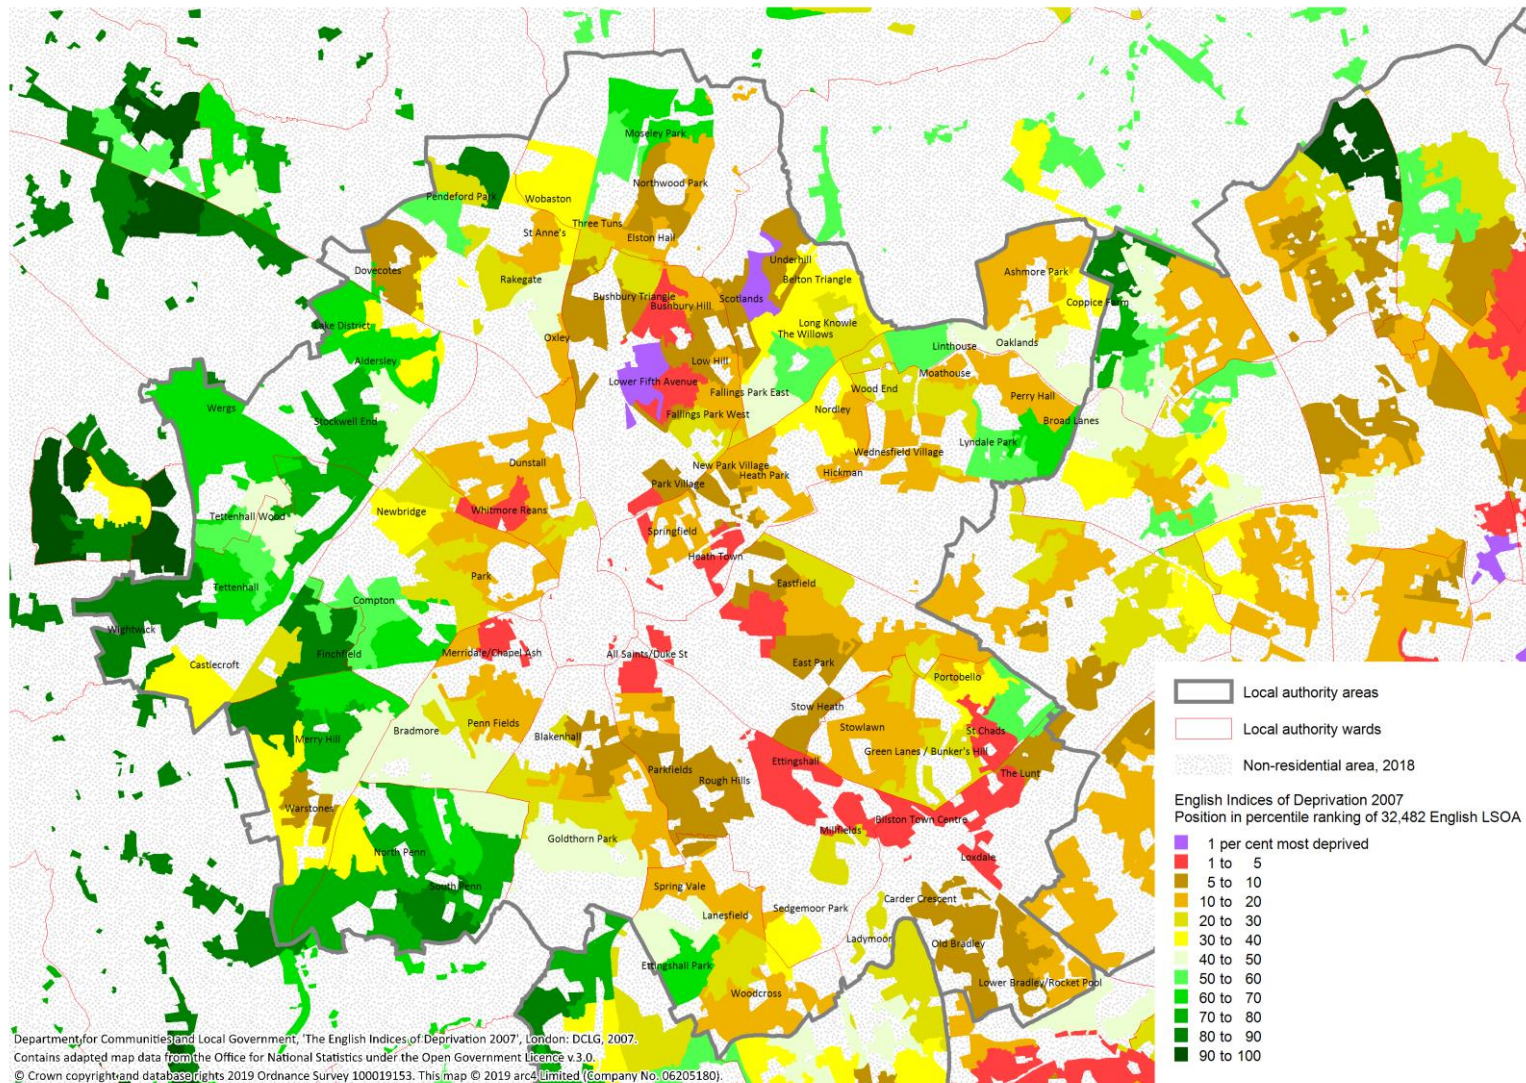 Moseley Park
Northwood Park
Pendeford Park
Wobaston
Three Tuns
St Anne's
Elston Hall
Underhill
Dovecotes
Rakegate
Belton Triangle
Ashmore Park
Bushbury Triangle
Scotlands
Bushbury Hill
Coppice Farm
Lake District
Long Knowle
The Willows
Oxley
Linthouse
Oaklands
Aldersley
Low Hill
Moathouse
Lower Fifth Avenue
Wood End
Fallings Park East
Perry Hall
Wergs
Stockwell End
Fallings Park West
Nordley
Broad Lanes
Lyndale Park
Wednesfield Village
Dunstall
New Park Village
Heath Park
Hickman
Park Village
Newbridge
Whitmore Reans
Tettenhall Wood
Springfield
Heath Town
Park
Eastfield
Tettenhall
Compton
Wightwick
Finchfield
Merridale/Chapel Ash
All Saints/Duke St
Castlecroft
East Park
Portobello
Stow Heath
Penn Fields
Bradmore
Blakenhall
Stowlawn
St Chads
Merry Hill
Green Lanes / Bunker's Hill
Ettingshall
Parkfields
Rough Hills
The Lunt
Warstones
Bilston Town Centre
Millfields
Goldthorn Park
North Penn
Loxdale
South Penn
Spring Vale
Carder Crescent
Sedgemoor Park
Lanesfield
Ladymoor
Old Bradley
Ettingshall Park
Woodcross
Lower Bradley/Rocket Pool
Local authority areas
Local authority wards
Non-residential area, 2018
English Indices of Deprivation 2007
Position in percentile ranking of 32,482 English LSOA
1 per cent most deprived
1 to 5
5 to 10
10 to 20
20 to 30
30 to 40
40 to 50
50 to 60
60 to 70
70 to 80
80 to 90
90 to 100
Department for Communities and Local Government, 'The English Indices of Deprivation 2007', London: DCLG, 2007.
Contains adapted map data from the Office for National Statistics under the Open Government Licence v.3.0.
© Crown copyright and database rights 2019 Ordnance Survey 100019153. This map © 2019 arc4 Limited (Company No. 06205180).